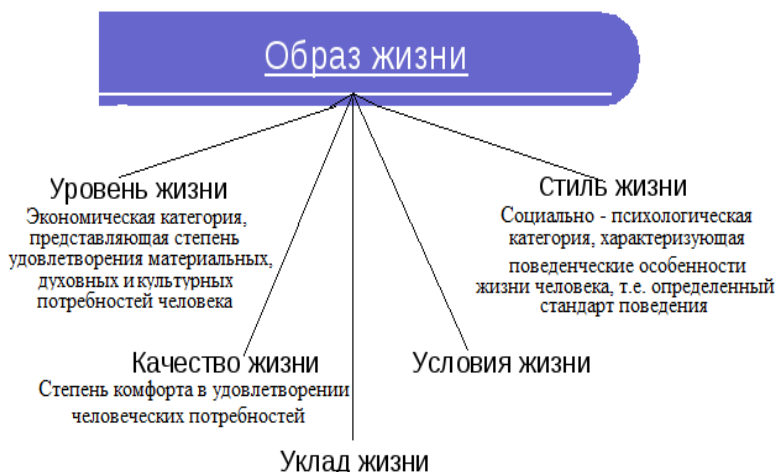 Образ жизни
Уровень жизни
Экономическая категория,
представляющая степень
удовлетворения материальных,
духовных и культурных
потребностей человека
Стиль жизни
Социально - психологическая
категория, характеризующая
поведенческие особенности
жизни человека, т.е. определенный
стандарт поведения
Качество жизни
Степень комфорта в удовлетворении
человеческих потребностей
Условия жизни
Уклад жизни